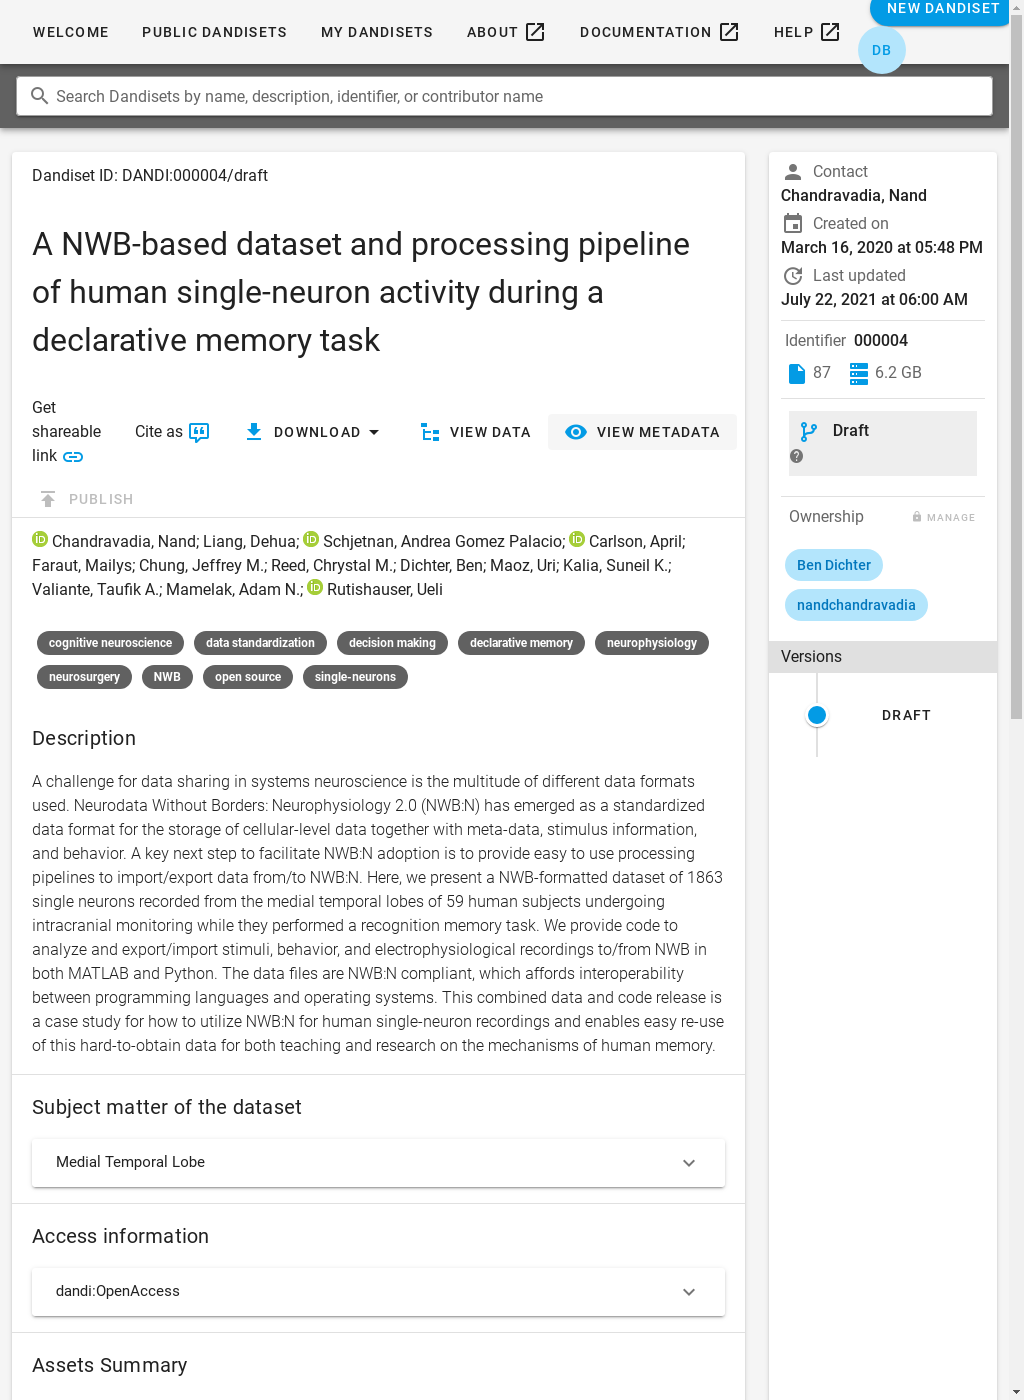 WELCOME PUBLIC DANDISETS MY DANDISETS ABOUT DOCUMENTATION HELP NEW DANDISET
DB
Search Dandisets by name, description, identifier, or contributor name
Dandiset ID: DANDI:000004/draft
A NWB-based dataset and processing pipeline
of human single-neuron activity during a
declarative memory task
Get
shareable
link
Cite as
DOWNLOAD
VIEW DATA
VIEW METADATA
PUBLISH
iD Chandravadia, Nand; Liang, Dehua; iD Schjetnan, Andrea Gomez Palacio; iD Carlson, April;
Faraut, Mailys; Chung, Jeffrey M.; Reed, Chrystal M.; Dichter, Ben; Maoz, Uri; Kalia, Suneil K.;
Valiante, Taufik A.; Mamelak, Adam N.; iD Rutishauser, Ueli
cognitive neuroscience data standardization decision making declarative memory neurophysiology
neurosurgery NWB open source single-neurons
Description
A challenge for data sharing in systems neuroscience is the multitude of different data formats
used. Neurodata Without Borders: Neurophysiology 2.0 (NWB:N) has emerged as a standardized
data format for the storage of cellular-level data together with meta-data, stimulus information,
and behavior. A key next step to facilitate NWB:N adoption is to provide easy to use processing
pipelines to import/export data from/to NWB:N. Here, we present a NWB-formatted dataset of 1863
single neurons recorded from the medial temporal lobes of 59 human subjects undergoing
intracranial monitoring while they performed a recognition memory task. We provide code to
analyze and export/import stimuli, behavior, and electrophysiological recordings to/from NWB in
both MATLAB and Python. The data files are NWB:N compliant, which affords interoperability
between programming languages and operating systems. This combined data and code release is
a case study for how to utilize NWB:N for human single-neuron recordings and enables easy re-use
of this hard-to-obtain data for both teaching and research on the mechanisms of human memory.
Subject matter of the dataset
Medial Temporal Lobe
Access information
dandi:OpenAccess
Assets Summary
Contact
Chandravadia, Nand
Created on
March 16, 2020 at 05:48 PM
Last updated
July 22, 2021 at 06:00 AM
Identifier 000004
87 6.2 GB
Draft
?
Ownership MANAGE
Ben Dichter
nandchandravadia
Versions
DRAFT